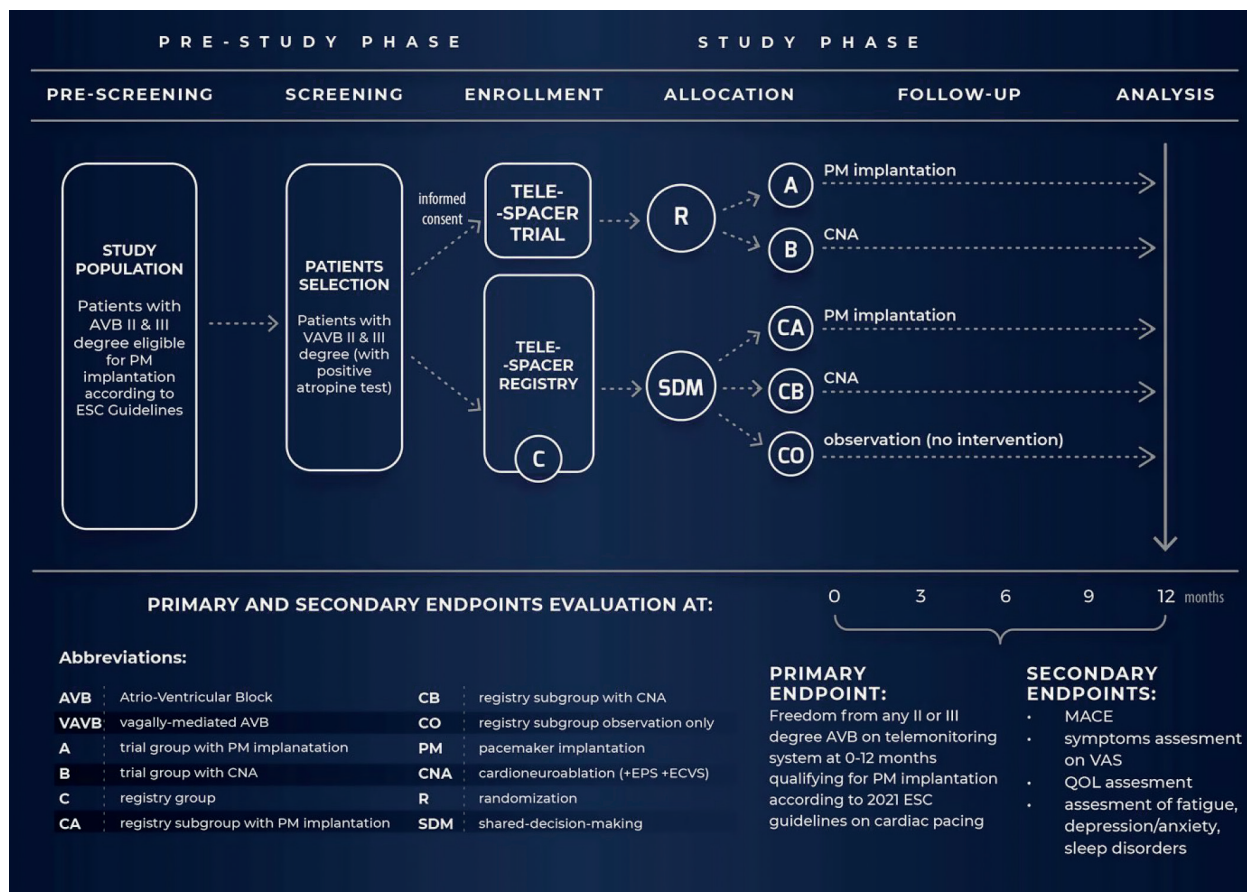 PRE-STUDY PHASE
STUDY PHASE
PRE-SCREENING
SCREENING
ENROLLMENT
ALLOCATION
FOLLOW-UP
ANALYSIS
STUDY
POPULATION
Patients with
AVB II & III
degree eligible
for PM
implantation
according to
ESC Guidelines
PATIENTS
SELECTION
Patients with
VAVB II & III
degree (with
positive
atropine test)
informed
consent
TELE-
-SPACER
TRIAL
TELE-
-SPACER
REGISTRY
C
R
SDM
A
PM implantation
B
CNA
CA
PM implantation
CB
CNA
CO
observation (no intervention)
PRIMARY AND SECONDARY ENDPOINTS EVALUATION AT:
0 3 6 9 12 months
Abbreviations:
AVB Atrio-Ventricular Block
VAVB vagally-mediated AVB
A trial group with PM implanatation
B trial group with CNA
C registry group
CA registry subgroup with PM implantation
CB registry subgroup with CNA
CO registry subgroup observation only
PM pacemaker implantation
CNA cardioneuroablation (+EPS +ECVS)
R randomization
SDM shared-decision-making
PRIMARY
ENDPOINT:
Freedom from any II or III
degree AVB on telemonitoring
system at 0-12 months
qualifying for PM implantation
according to 2021 ESC
guidelines on cardiac pacing
SECONDARY
ENDPOINTS:
• MACE
• symptoms assesment
on VAS
• QOL assesment
• assesment of fatigue,
depression/anxiety,
sleep disorders